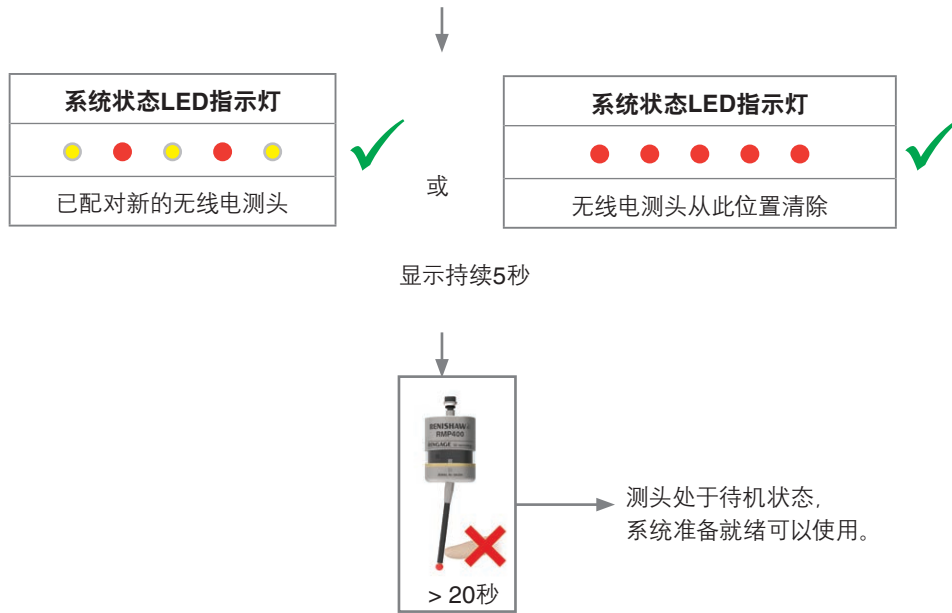 系统状态LED指示灯
已配对新的无线电测头
或
系统状态LED指示灯
无线电测头从此位置清除
显示持续5秒
RENISHAW
RMP400
> 20秒
测头处于待机状态,
系统准备就绪可以使用。